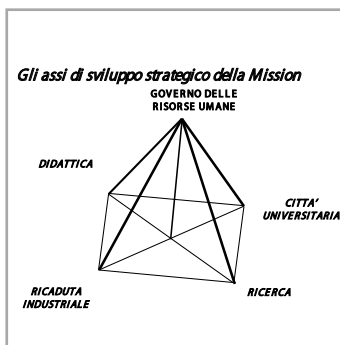 Gli assi di sviluppo strategico della Mission
GOVERNO DELLE
RISORSE UMANE
DIDATTICA
CITTA'
UNIVERSITARIA
RICADUTA
INDUSTRIALE
RICERCA